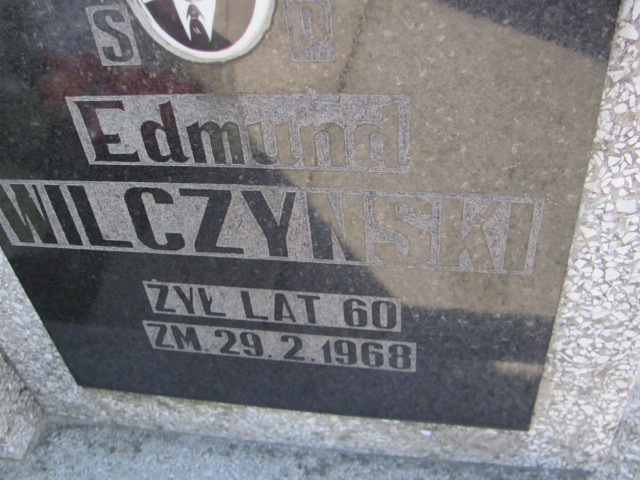 Ś P
Edmund
WILCZYNSKI
ŻYŁ LAT 60
ZM. 29. 2. 1968